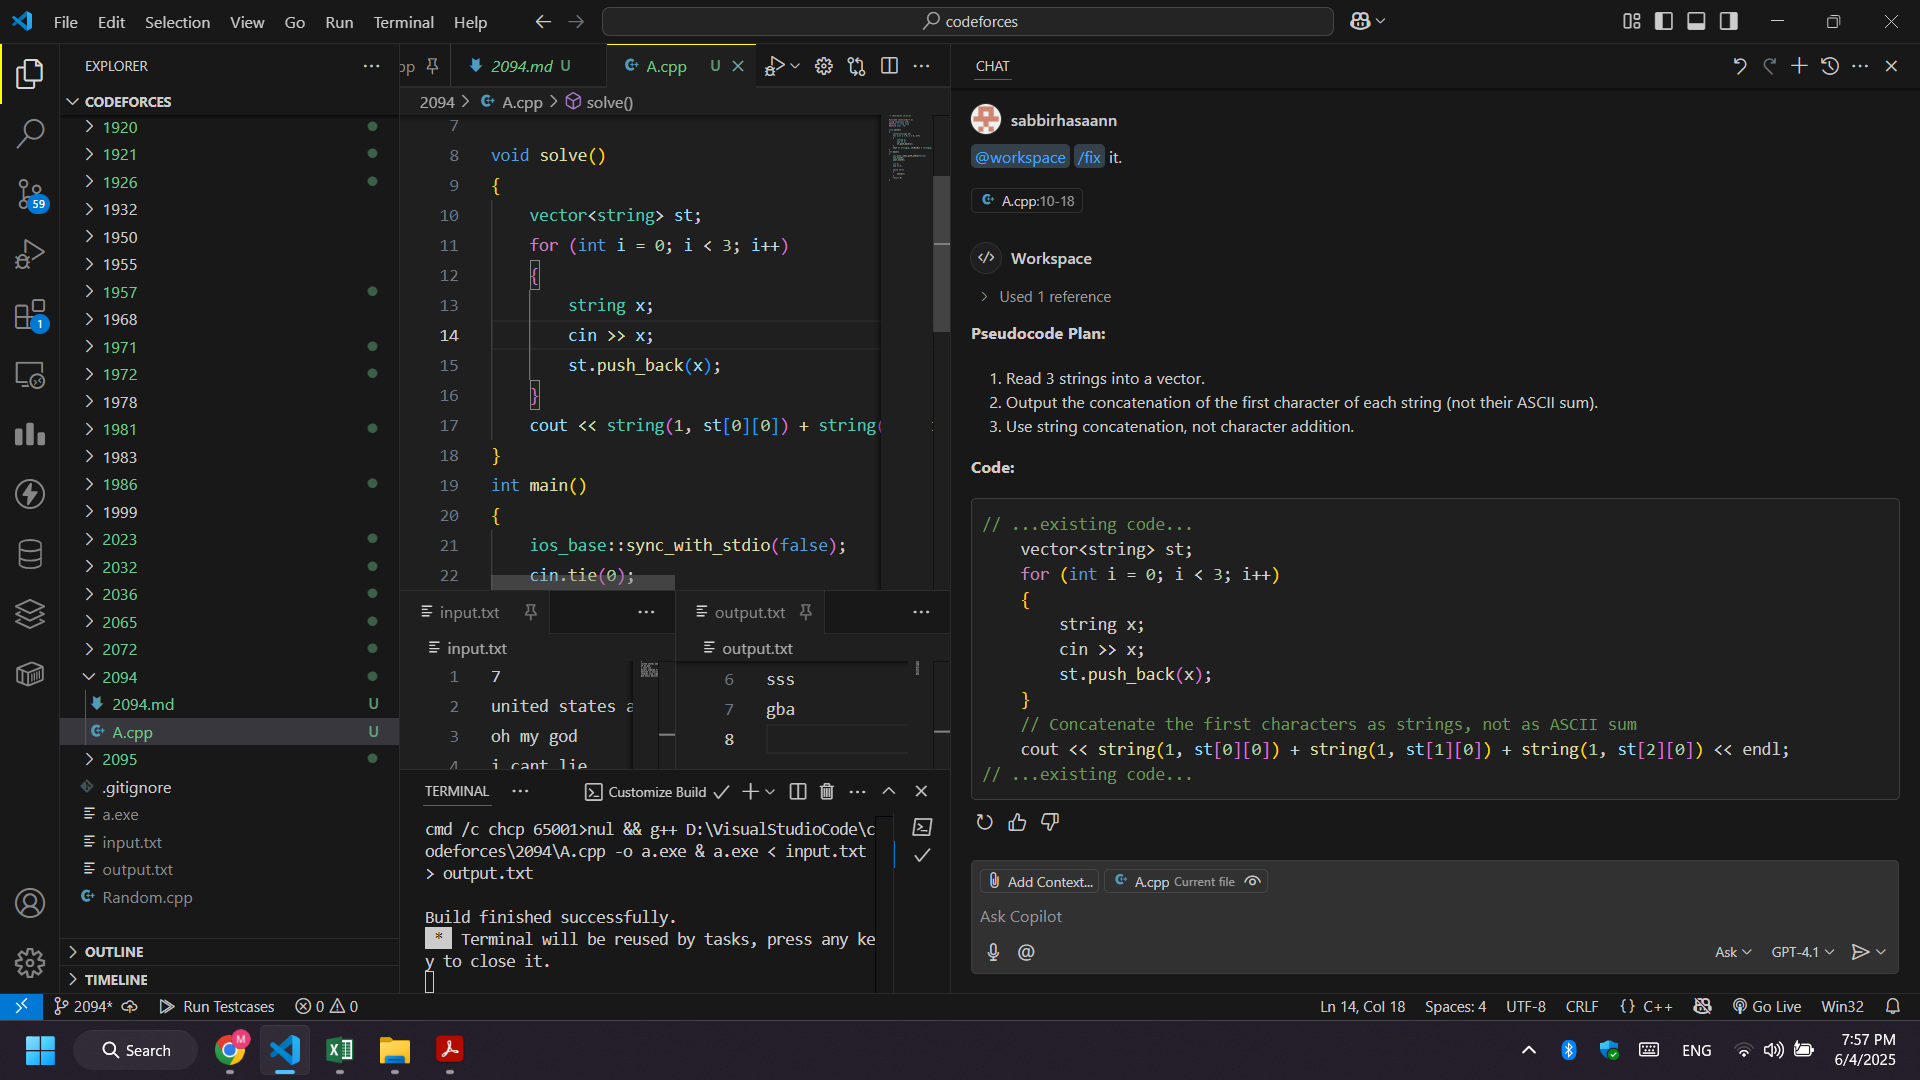 File Edit Selection View Go Run Terminal Help
codeforces
EXPLORER
CODEFORCES
1920
1921
1926
1932
1950
1955
1957
1968
1971
1972
1978
1981
1983
1986
1999
2023
2032
2036
2065
2072
2094
2094.md U
A.cpp U
2095
.gitignore
a.exe
input.txt
output.txt
Random.cpp
OUTLINE
TIMELINE
59
1
2094.md U
A.cpp U
2094 > A.cpp > solve()
7
8 void solve()
9 {
10 vector<string> st;
11 for (int i = 0; i < 3; i++)
12 {
13 string x;
14 cin >> x;
15 st.push_back(x);
16 }
17 cout << string(1, st[0][0]) + string(
18 }
19 int main()
20 {
21 ios_base::sync_with_stdio(false);
22 cin.tie(0);
input.txt
input.txt
1 7
2 united states a
3 oh my god
4 i cant lie
output.txt
output.txt
6 sss
7 gba
8
TERMINAL
Customize Build
cmd /c chcp 65001>nul && g++ D:\VisualStudioCode\c
odeforces\2094\A.cpp -o a.exe & a.exe < input.txt
> output.txt
Build finished successfully.
* Terminal will be reused by tasks, press any ke
y to close it.
CHAT
sabbirhasaann
@workspace /fix it.
A.cpp:10-18
Workspace
Used 1 reference
Pseudocode Plan:
1. Read 3 strings into a vector.
2. Output the concatenation of the first character of each string (not their ASCII sum).
3. Use string concatenation, not character addition.
Code:
// ...existing code...
vector<string> st;
for (int i = 0; i < 3; i++)
{
string x;
cin >> x;
st.push_back(x);
}
// Concatenate the first characters as strings, not as ASCII sum
cout << string(1, st[0][0]) + string(1, st[1][0]) + string(1, st[2][0]) << endl;
// ...existing code...
Add Context... A.cpp Current file
Ask Copilot
@ Ask GPT-4.1
2094* Run Testcases 0 0
Ln 14, Col 18 Spaces: 4 UTF-8 CRLF {} C++ Go Live Win32
Search
ENG
7:57 PM
6/4/2025